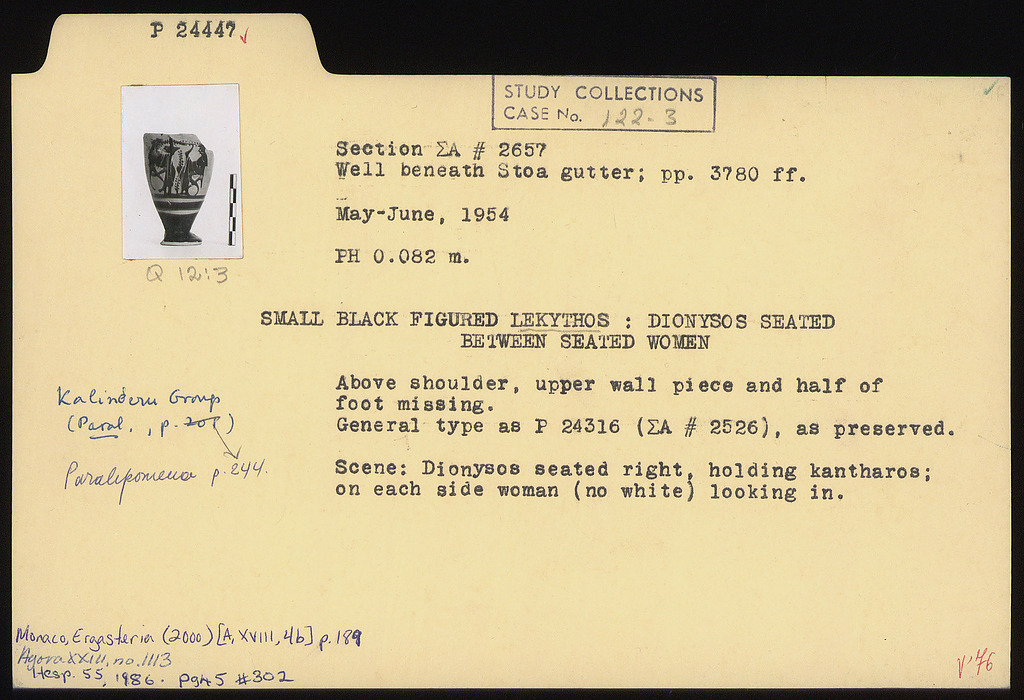 P 24447
STUDY COLLECTIONS
CASE No. 122-3
Section ΣA # 2657
Well beneath Stoa gutter; pp. 3780 ff.
May-June, 1954
PH 0.082 m.
Q 12:3
SMALL BLACK FIGURED LEKYTHOS : DIONYSOS SEATED
BETWEEN SEATED WOMEN
Above shoulder, upper wall piece and half of
foot missing.
General type as P 24316 (ΣA # 2526), as preserved.
Scene: Dionysos seated right, holding kantharos;
on each side woman (no white) looking in.
Kalinderu Group
(Paral., p. )
Paralipomena p. 244.
Monaco, Ergasteria (2000) [A, XVIII, 4b] p. 189
Agora XXIII, no. 1113
Hesp. 55, 1986. pg 45 #302
V '76